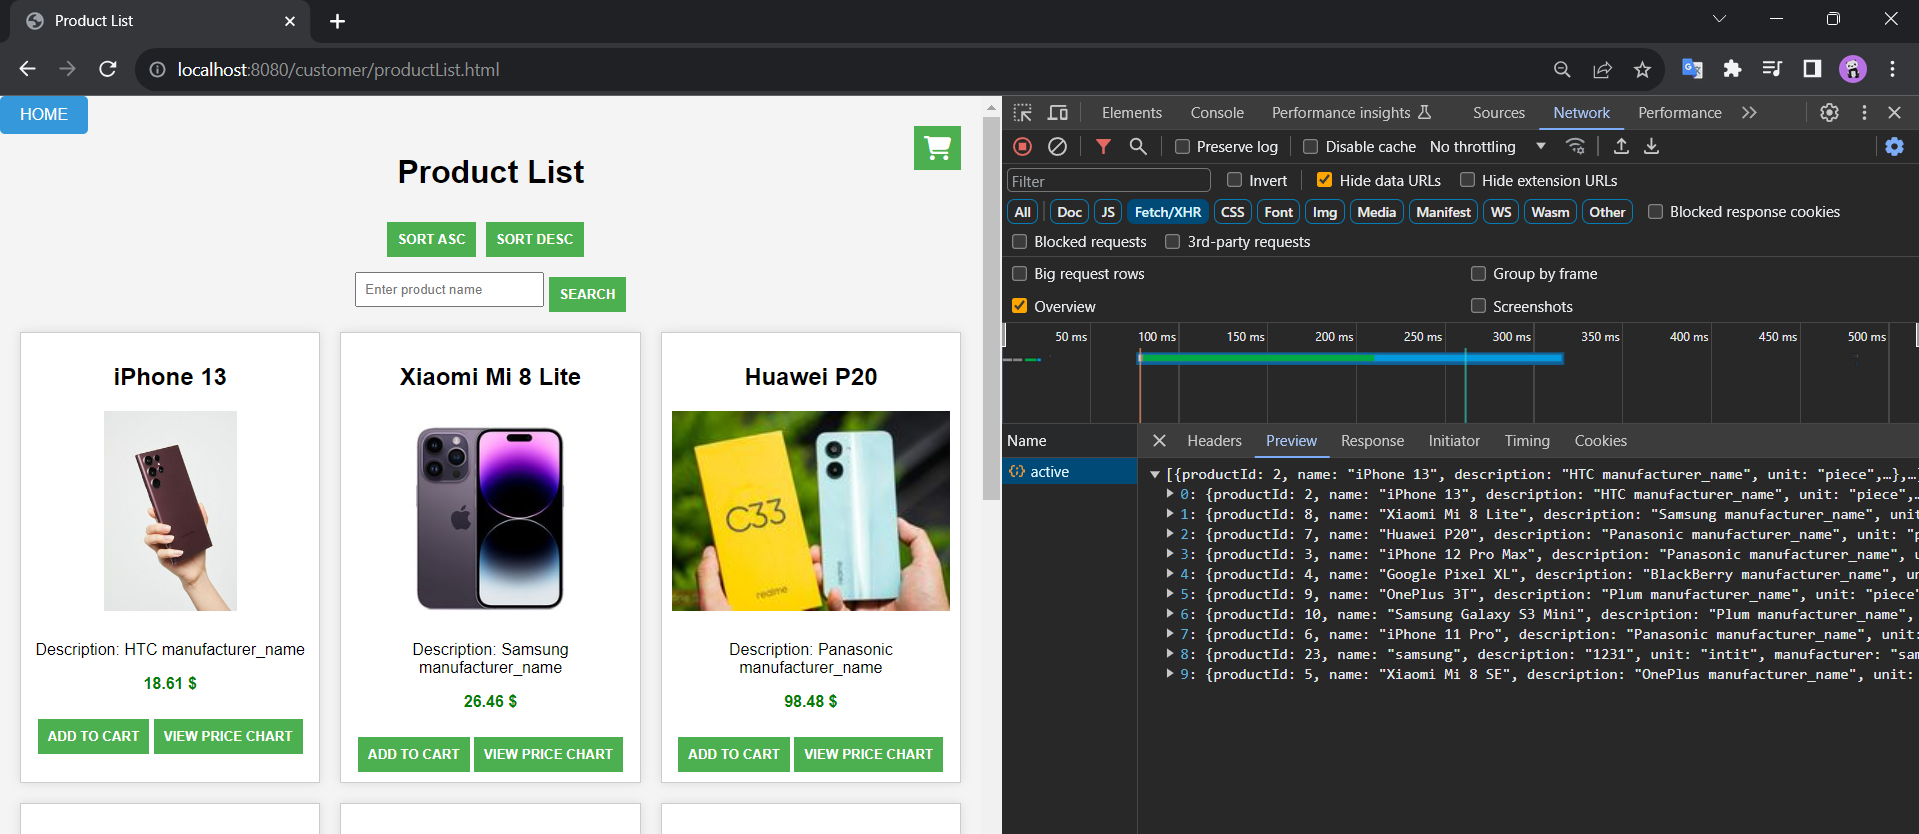 Product List
localhost:8080/customer/productList.html
HOME
Product List
SORT ASC SORT DESC
Enter product name SEARCH
iPhone 13
Description: HTC manufacturer_name
18.61 $
ADD TO CART VIEW PRICE CHART
Xiaomi Mi 8 Lite
Description: Samsung
manufacturer_name
26.46 $
ADD TO CART VIEW PRICE CHART
Huawei P20
C33
realme
realme
Description: Panasonic
manufacturer_name
98.48 $
ADD TO CART VIEW PRICE CHART
Elements Console Performance insights Sources Network Performance
Preserve log Disable cache No throttling
Filter Invert Hide data URLs Hide extension URLs
All Doc JS Fetch/XHR CSS Font Img Media Manifest WS Wasm Other Blocked response cookies
Blocked requests 3rd-party requests
Big request rows Group by frame
Overview Screenshots
50 ms 100 ms 150 ms 200 ms 250 ms 300 ms 350 ms 400 ms 450 ms 500 ms
Name Headers Preview Response Initiator Timing Cookies
active
[{productId: 2, name: "iPhone 13", description: "HTC manufacturer_name", unit: "piece",…},…]
0: {productId: 2, name: "iPhone 13", description: "HTC manufacturer_name", unit: "piece",…
1: {productId: 8, name: "Xiaomi Mi 8 Lite", description: "Samsung manufacturer_name", unit
2: {productId: 7, name: "Huawei P20", description: "Panasonic manufacturer_name", unit: "p
3: {productId: 3, name: "iPhone 12 Pro Max", description: "Panasonic manufacturer_name", u
4: {productId: 4, name: "Google Pixel XL", description: "BlackBerry manufacturer_name", un
5: {productId: 9, name: "OnePlus 3T", description: "Plum manufacturer_name", unit: "piece"
6: {productId: 10, name: "Samsung Galaxy S3 Mini", description: "Plum manufacturer_name",
7: {productId: 6, name: "iPhone 11 Pro", description: "Panasonic manufacturer_name", unit:
8: {productId: 23, name: "samsung", description: "1231", unit: "intit", manufacturer: "sam
9: {productId: 5, name: "Xiaomi Mi 8 SE", description: "OnePlus manufacturer_name", unit: